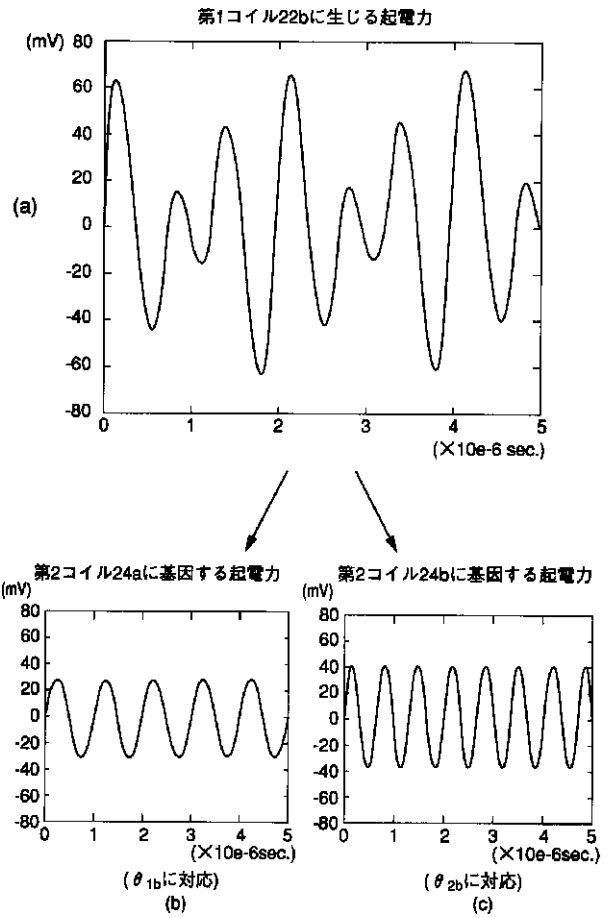 第1コイル22bに生じる起電力
(mV)
80
60
40
20
0
-20
-40
-60
-80
(a)
0 1 2 3 4 5
(×10e-6 sec.)
第2コイル24aに基因する起電力
(mV)
80
60
40
20
0
-20
-40
-60
-80
0 1 2 3 4 5
(×10e-6sec.)
(θ1bに対応)
(b)
第2コイル24bに基因する起電力
(mV)
80
60
40
20
0
-20
-40
-60
-80
0 1 2 3 4 5
(×10e-6sec.)
(θ2bに対応)
(c)